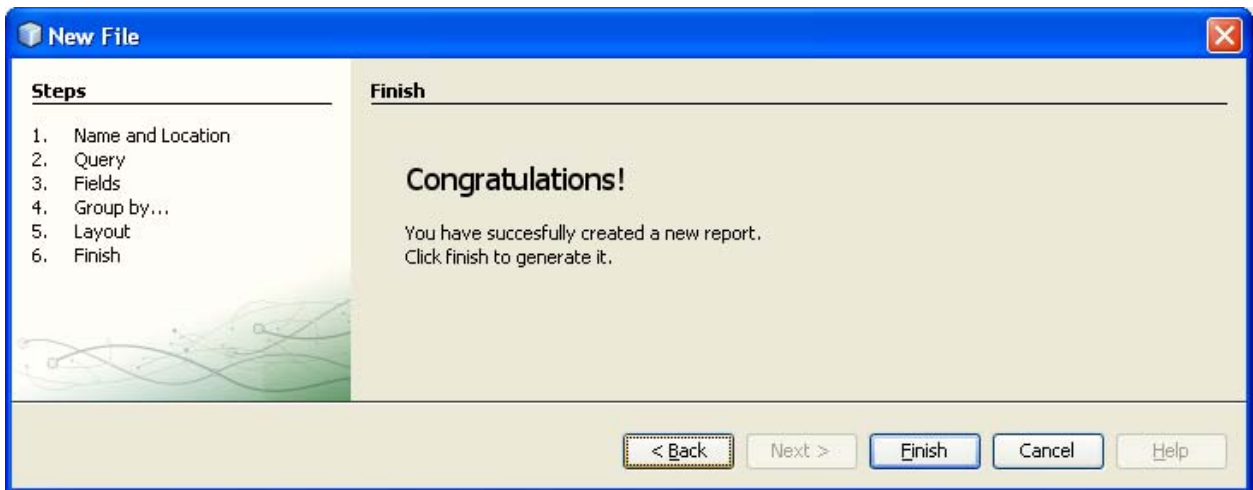 New File
Steps
1. Name and Location
2. Query
3. Fields
4. Group by...
5. Layout
6. Finish
Finish
Congratulations!
You have succesfully created a new report.
Click finish to generate it.
< Back
Next >
Finish
Cancel
Help